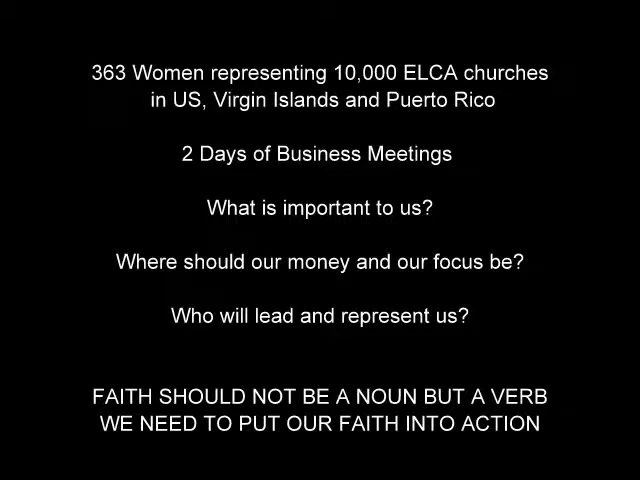 363 Women representing 10,000 ELCA churches
in US, Virgin Islands and Puerto Rico
2 Days of Business Meetings
What is important to us?
Where should our money and our focus be?
Who will lead and represent us?
FAITH SHOULD NOT BE A NOUN BUT A VERB
WE NEED TO PUT OUR FAITH INTO ACTION